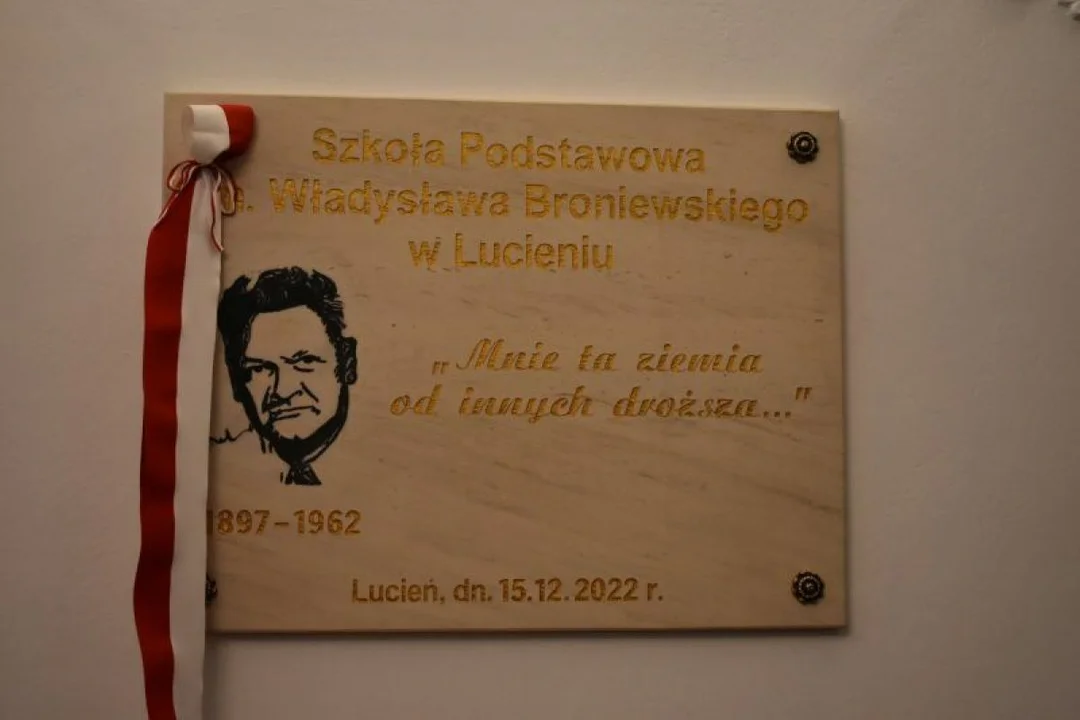 Szkoła Podstawowa
Władysława Broniewskiego
w Lucieniu
„Mnie ta ziemia
od innych droższa..."
1897-1962
Lucień, dn. 15.12.2022 r.